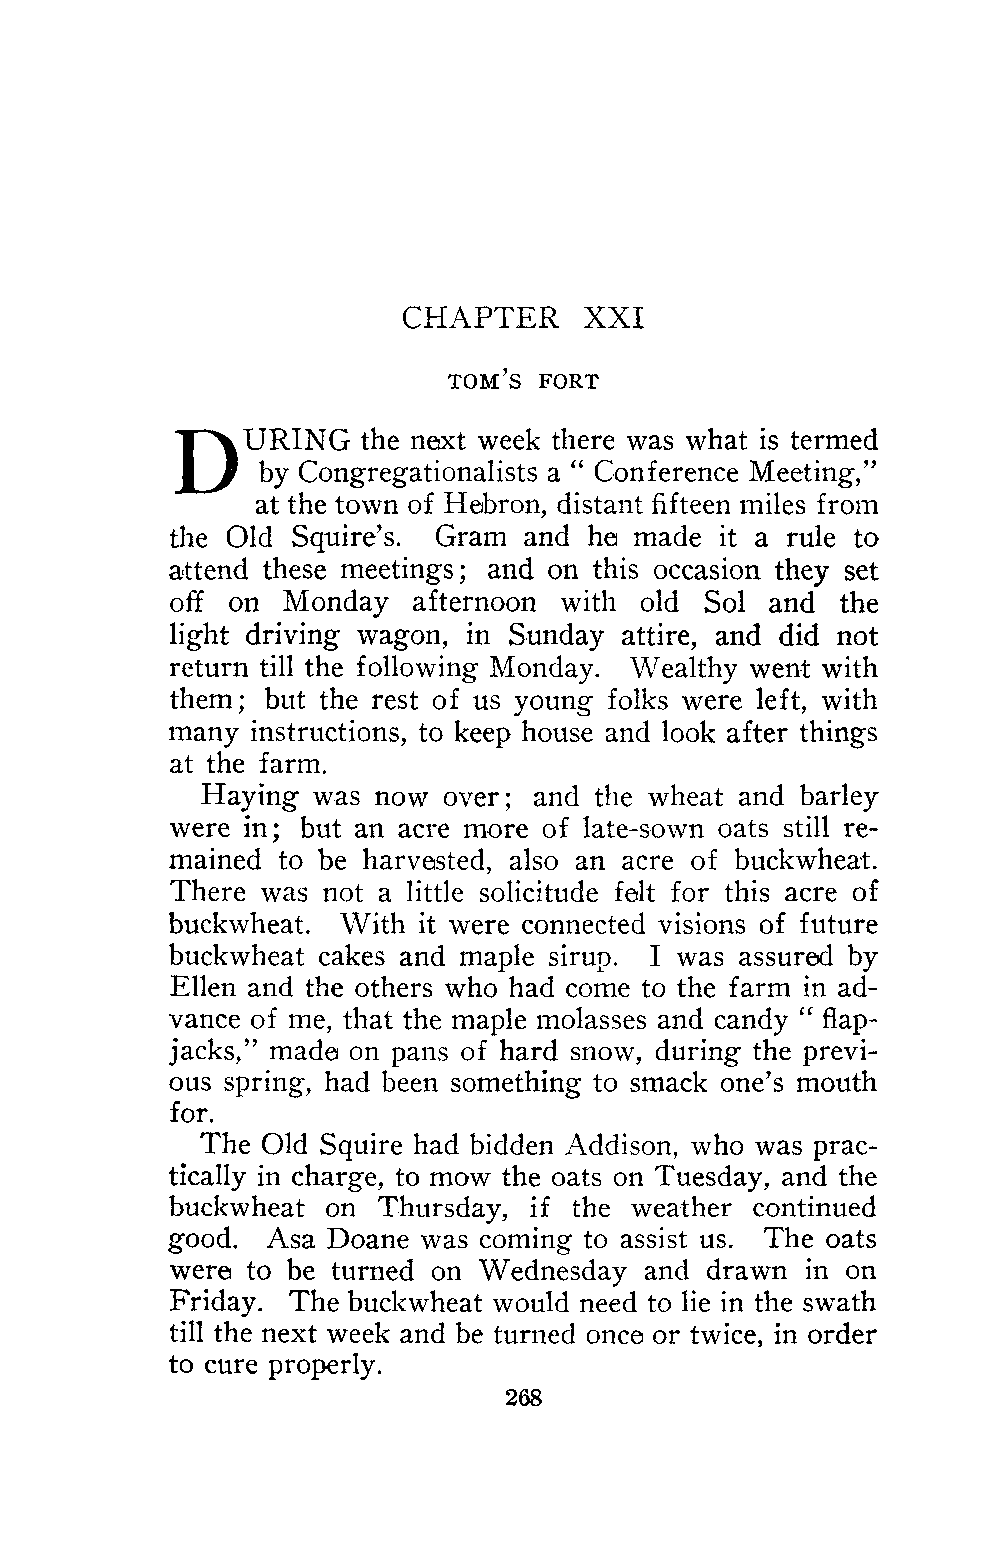 CHAPTER XXI
TOM'S FORT
DURING the next week there was what is termed
by Congregationalists a " Conference Meeting,"
at the town of Hebron, distant fifteen miles from
the Old Squire's. Gram and he made it a rule to
attend these meetings; and on this occasion they set
off on Monday afternoon with old Sol and the
light driving wagon, in Sunday attire, and did not
return till the following Monday. Wealthy went with
them; but the rest of us young folks were left, with
many instructions, to keep house and look after things
at the farm.
Haying was now over; and the wheat and barley
were in; but an acre more of late-sown oats still re-
mained to be harvested, also an acre of buckwheat.
There was not a little solicitude felt for this acre of
buckwheat. With it were connected visions of future
buckwheat cakes and maple sirup. I was assured by
Ellen and the others who had come to the farm in ad-
vance of me, that the maple molasses and candy " flap-
jacks," made on pans of hard snow, during the previ-
ous spring, had been something to smack one's mouth
for.
The Old Squire had bidden Addison, who was prac-
tically in charge, to mow the oats on Tuesday, and the
buckwheat on Thursday, if the weather continued
good. Asa Doane was coming to assist us. The oats
were to be turned on Wednesday and drawn in on
Friday. The buckwheat would need to lie in the swath
till the next week and be turned once or twice, in order
to cure properly.
268